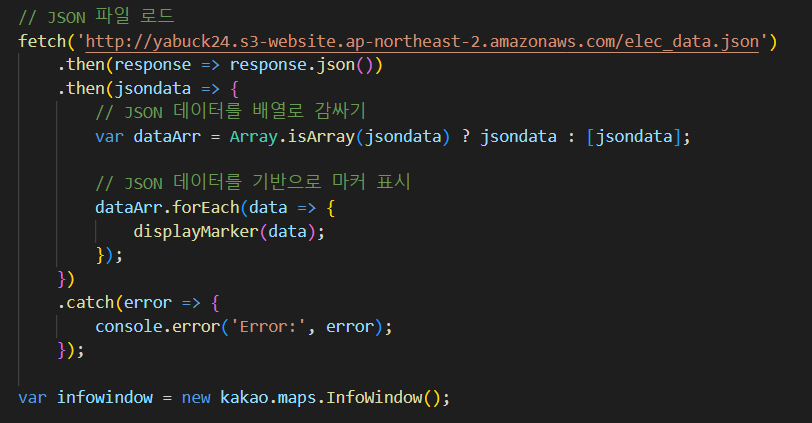 // JSON 파일 로드
fetch('http://yabuck24.s3-website.ap-northeast-2.amazonaws.com/elec_data.json')
    .then(response => response.json())
    .then(jsondata => {
        // JSON 데이터를 배열로 감싸기
        var dataArr = Array.isArray(jsondata) ? jsondata : [jsondata];
        // JSON 데이터를 기반으로 마커 표시
        dataArr.forEach(data => {
            displayMarker(data);
        });
    })
    .catch(error => {
        console.error('Error:', error);
    });
var infowindow = new kakao.maps.InfoWindow();